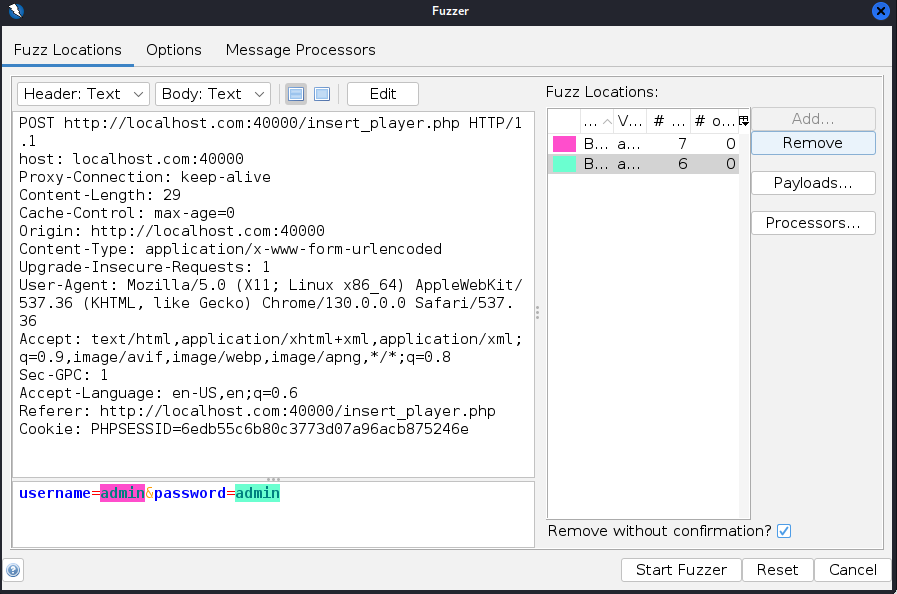 Fuzzer
Fuzz Locations Options Message Processors
Header: Text Body: Text Edit
POST http://localhost.com:40000/insert_player.php HTTP/1
.1
host: localhost.com:40000
Proxy-Connection: keep-alive
Content-Length: 29
Cache-Control: max-age=0
Origin: http://localhost.com:40000
Content-Type: application/x-www-form-urlencoded
Upgrade-Insecure-Requests: 1
User-Agent: Mozilla/5.0 (X11; Linux x86_64) AppleWebKit/
537.36 (KHTML, like Gecko) Chrome/130.0.0.0 Safari/537.
36
Accept: text/html,application/xhtml+xml,application/xml;
q=0.9,image/avif,image/webp,image/apng,*/*;q=0.8
Sec-GPC: 1
Accept-Language: en-US,en;q=0.6
Referer: http://localhost.com:40000/insert_player.php
Cookie: PHPSESSID=6edb55c6b80c3773d07a96acb875246e
username=admin&password=admin
Fuzz Locations:
... V... # ... # o...
B... a... 7 0
B... a... 6 0
Add...
Remove
Payloads...
Processors...
Remove without confirmation?
Start Fuzzer Reset Cancel